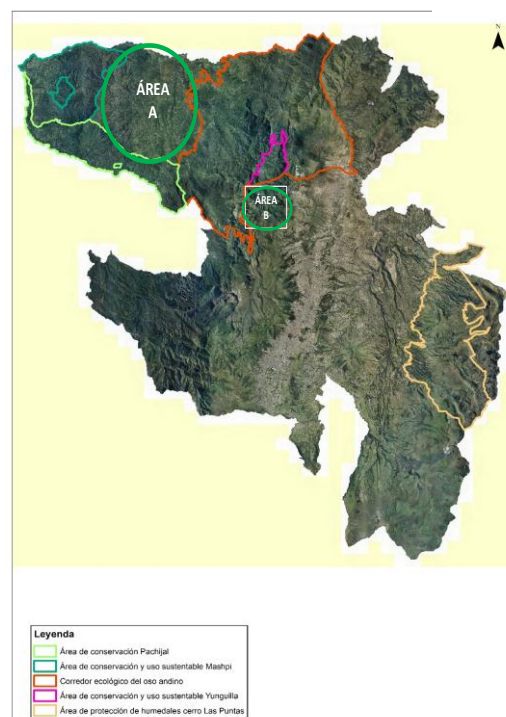 N
ÁREA
A
ÁREA
B
Leyenda
Área de conservación Pachijal
Área de conservación y uso sustentable Mashpi
Corredor ecológico del oso andino
Área de conservación y uso sustentable Yunguilla
Área de protección de humedales cerro Las Puntas